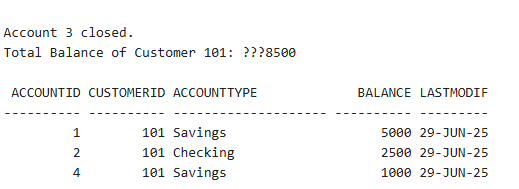 Account 3 closed.
Total Balance of Customer 101: ???8500
ACCOUNTID CUSTOMERID ACCOUNTTYPE BALANCE LASTMODIF
---------- ---------- -------------------- ---------- ---------
1 101 Savings 5000 29-JUN-25
2 101 Checking 2500 29-JUN-25
4 101 Savings 1000 29-JUN-25